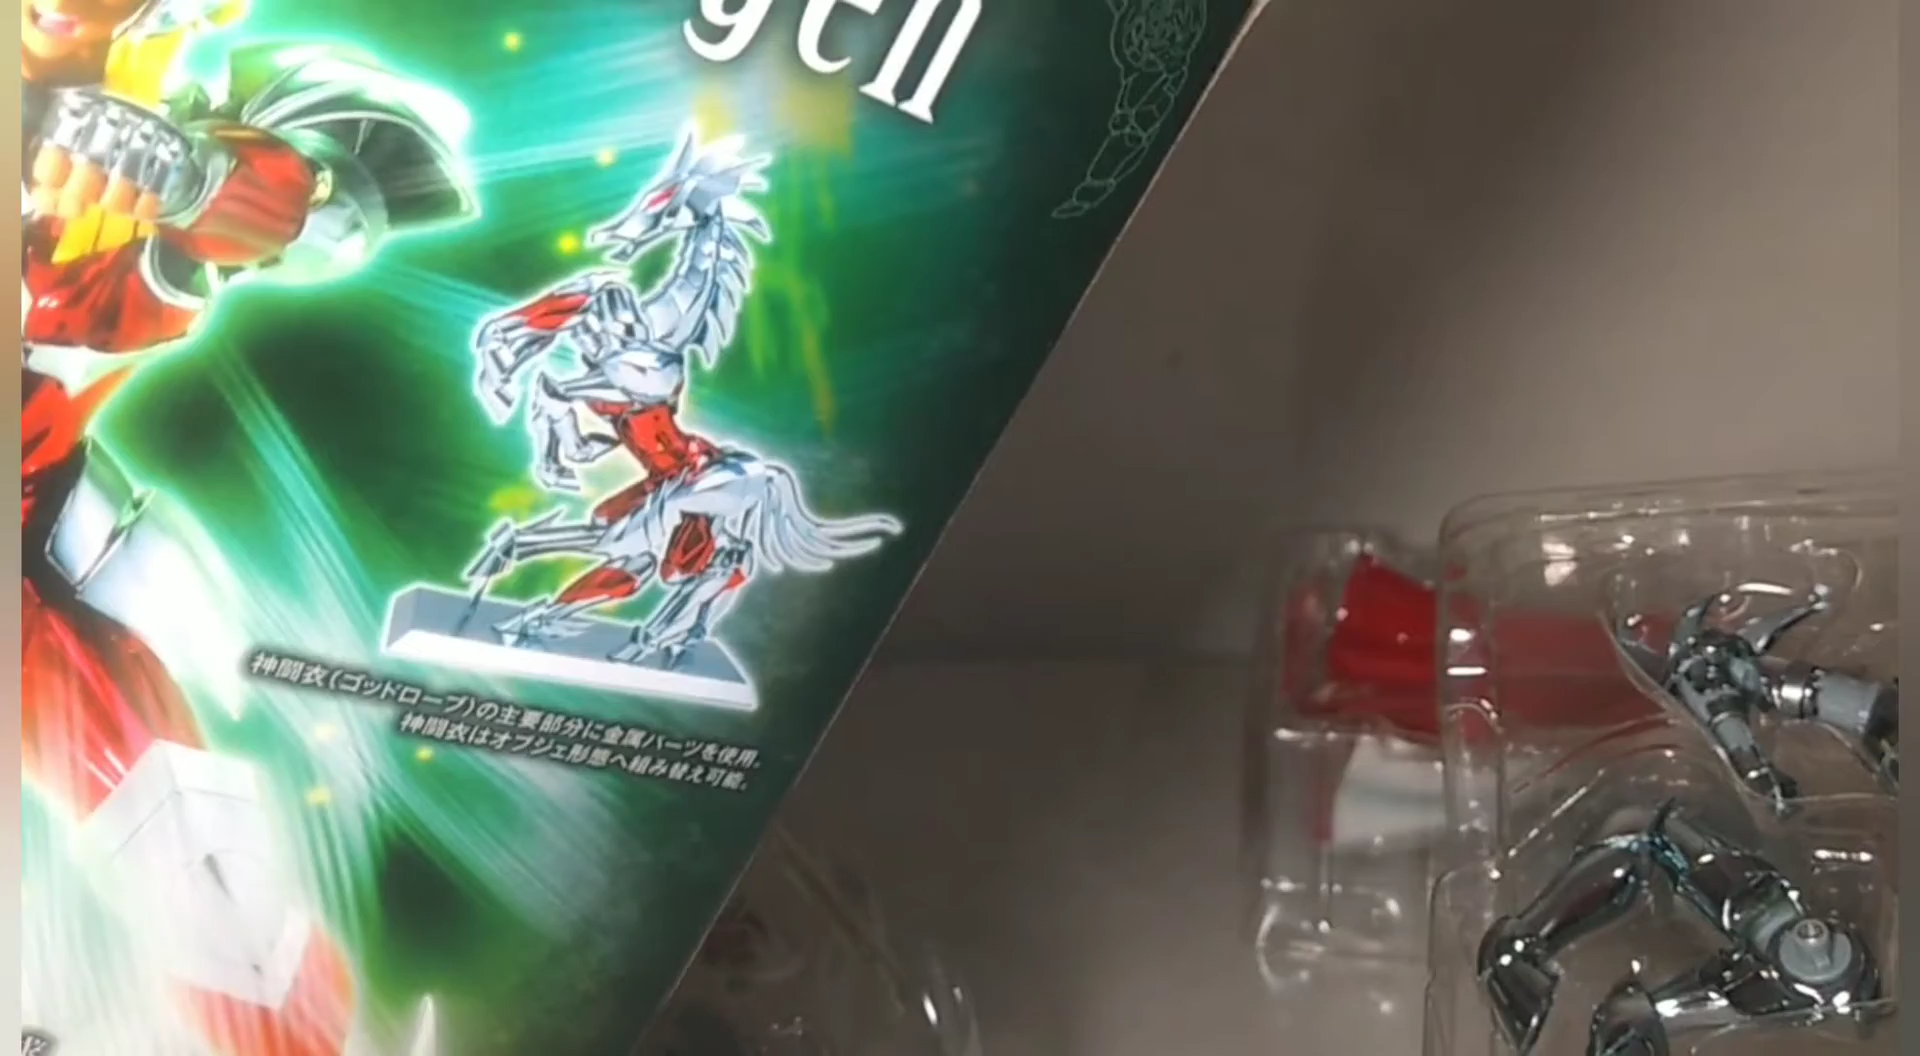 gen
神闘衣(ゴッドローブ)の主要部分に金属パーツを使用。
神闘衣はオブジェ形態へ組み替え可能。